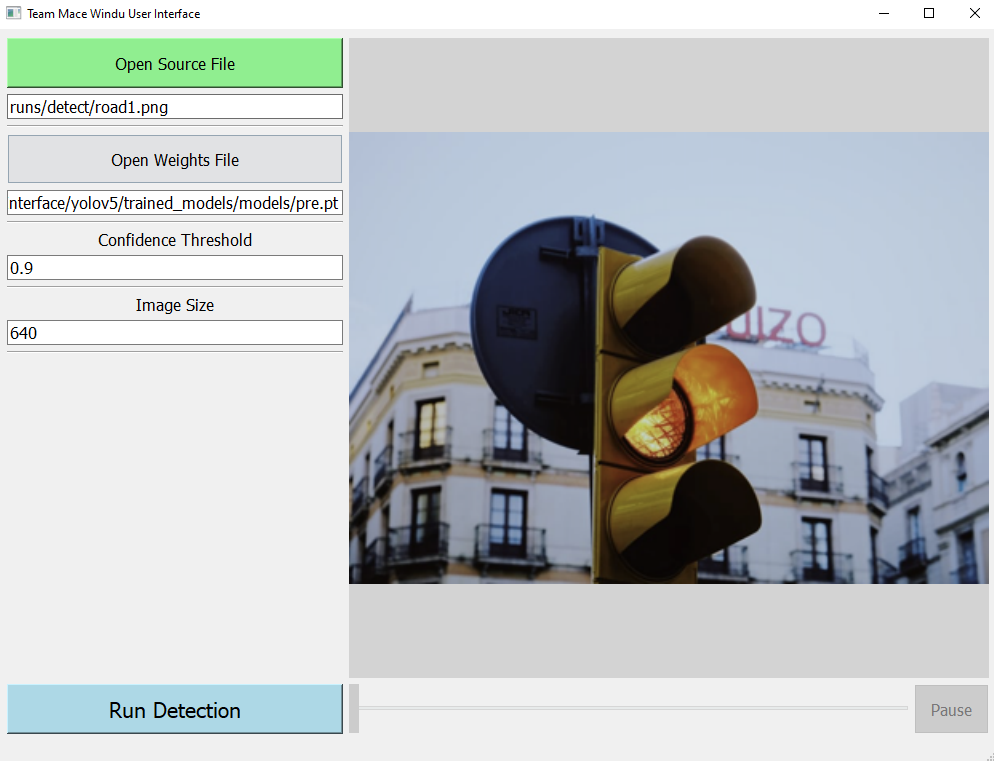 Team Mace Windu User Interface
Open Source File
runs/detect/road1.png
Open Weights File
nterface/yolov5/trained_models/models/pre.pt
Confidence Threshold
0.9
Image Size
640
Run Detection
Pause